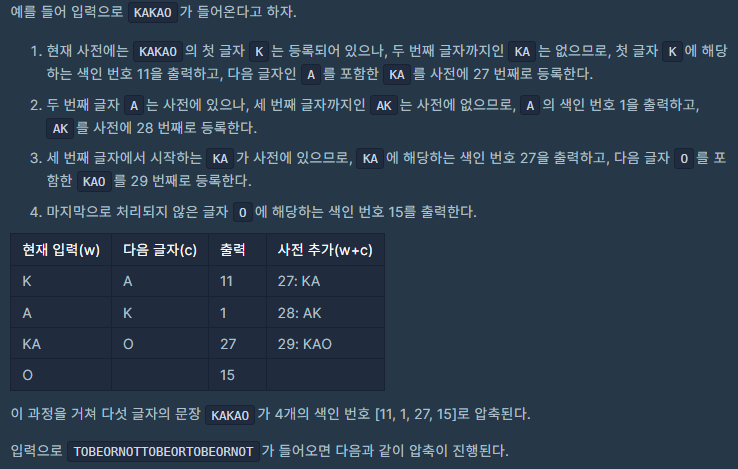 예를 들어 입력으로 KAKAO 가 들어온다고 하자.
1. 현재 사전에는 KAKAO 의 첫 글자 K 는 등록되어 있으나, 두 번째 글자까지인 KA 는 없으므로, 첫 글자 K 에 해당
하는 색인 번호 11을 출력하고, 다음 글자인 A 를 포함한 KA 를 사전에 27 번째로 등록한다.
2. 두 번째 글자 A 는 사전에 있으나, 세 번째 글자까지인 AK 는 사전에 없으므로, A 의 색인 번호 1을 출력하고,
AK 를 사전에 28 번째로 등록한다.
3. 세 번째 글자에서 시작하는 KA 가 사전에 있으므로, KA 에 해당하는 색인 번호 27을 출력하고, 다음 글자 O 를 포
함한 KAO 를 29 번째로 등록한다.
4. 마지막으로 처리되지 않은 글자 O 에 해당하는 색인 번호 15를 출력한다.
현재 입력(w) 다음 글자(c) 출력 사전 추가(w+c)
K A 11 27: KA
A K 1 28: AK
KA O 27 29: KAO
O 15
이 과정을 거쳐 다섯 글자의 문장 KAKAO 가 4개의 색인 번호 [11, 1, 27, 15]로 압축된다.
입력으로 TOBEORNOTTOBEORTOBEORNOT 가 들어오면 다음과 같이 압축이 진행된다.